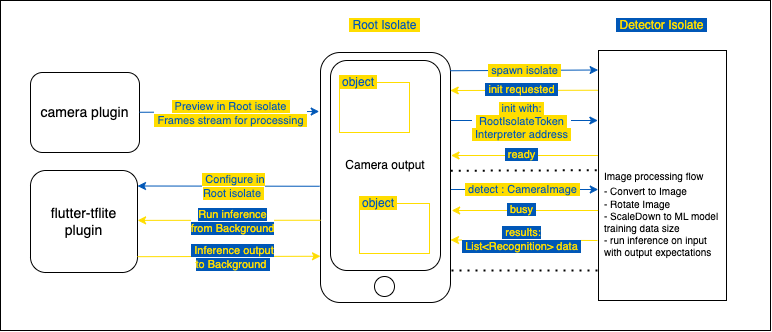 Root Isolate
Detector Isolate
object
spawn isolate
init requested
camera plugin
Preview in Root isolate
Frames stream for processing
init with:
RootIsolateToken
Interpreter address
ready
Camera output
Configure in
Root isolate
flutter-tflite
plugin
Run inference
from Background
Inference output
to Background
object
detect : CameraImage
busy
results:
List<Recognition> data
Image processing flow
- Convert to Image
- Rotate Image
- ScaleDown to ML model
training data size
- run inference on input
with output expectations